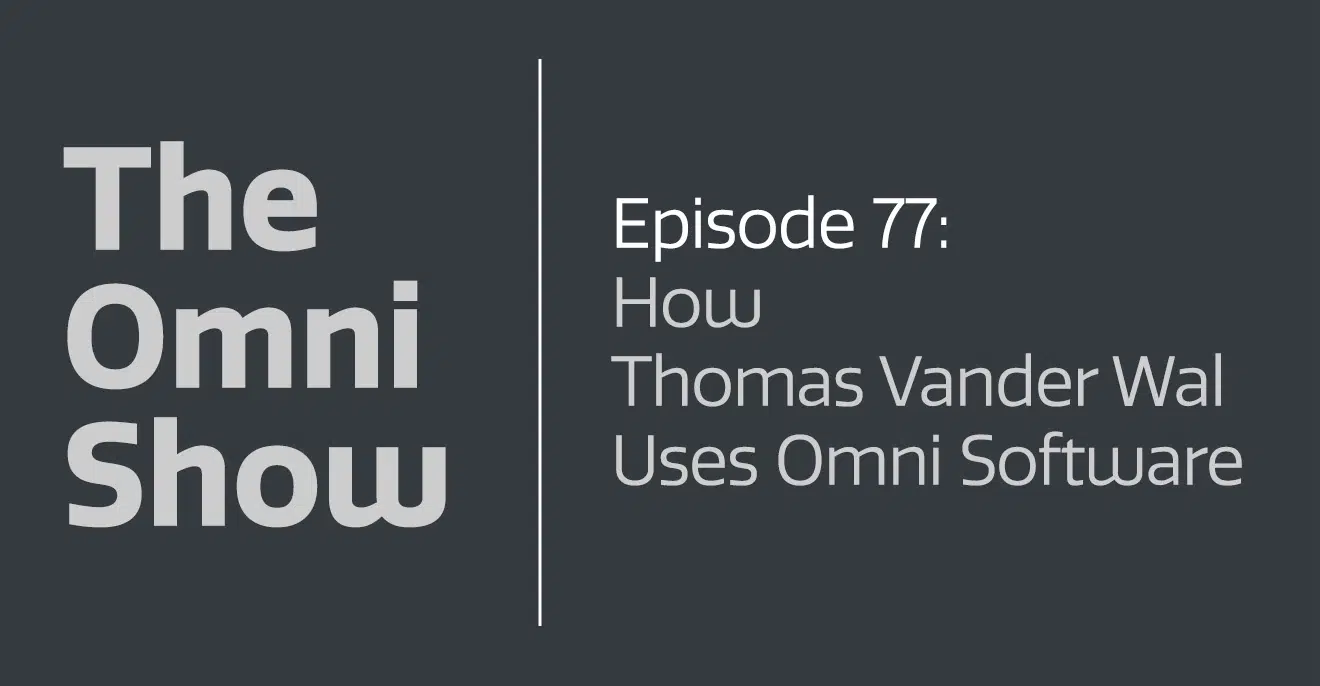 The
Omni
Show
Episode 77:
How
Thomas Vander Wal
Uses Omni Software